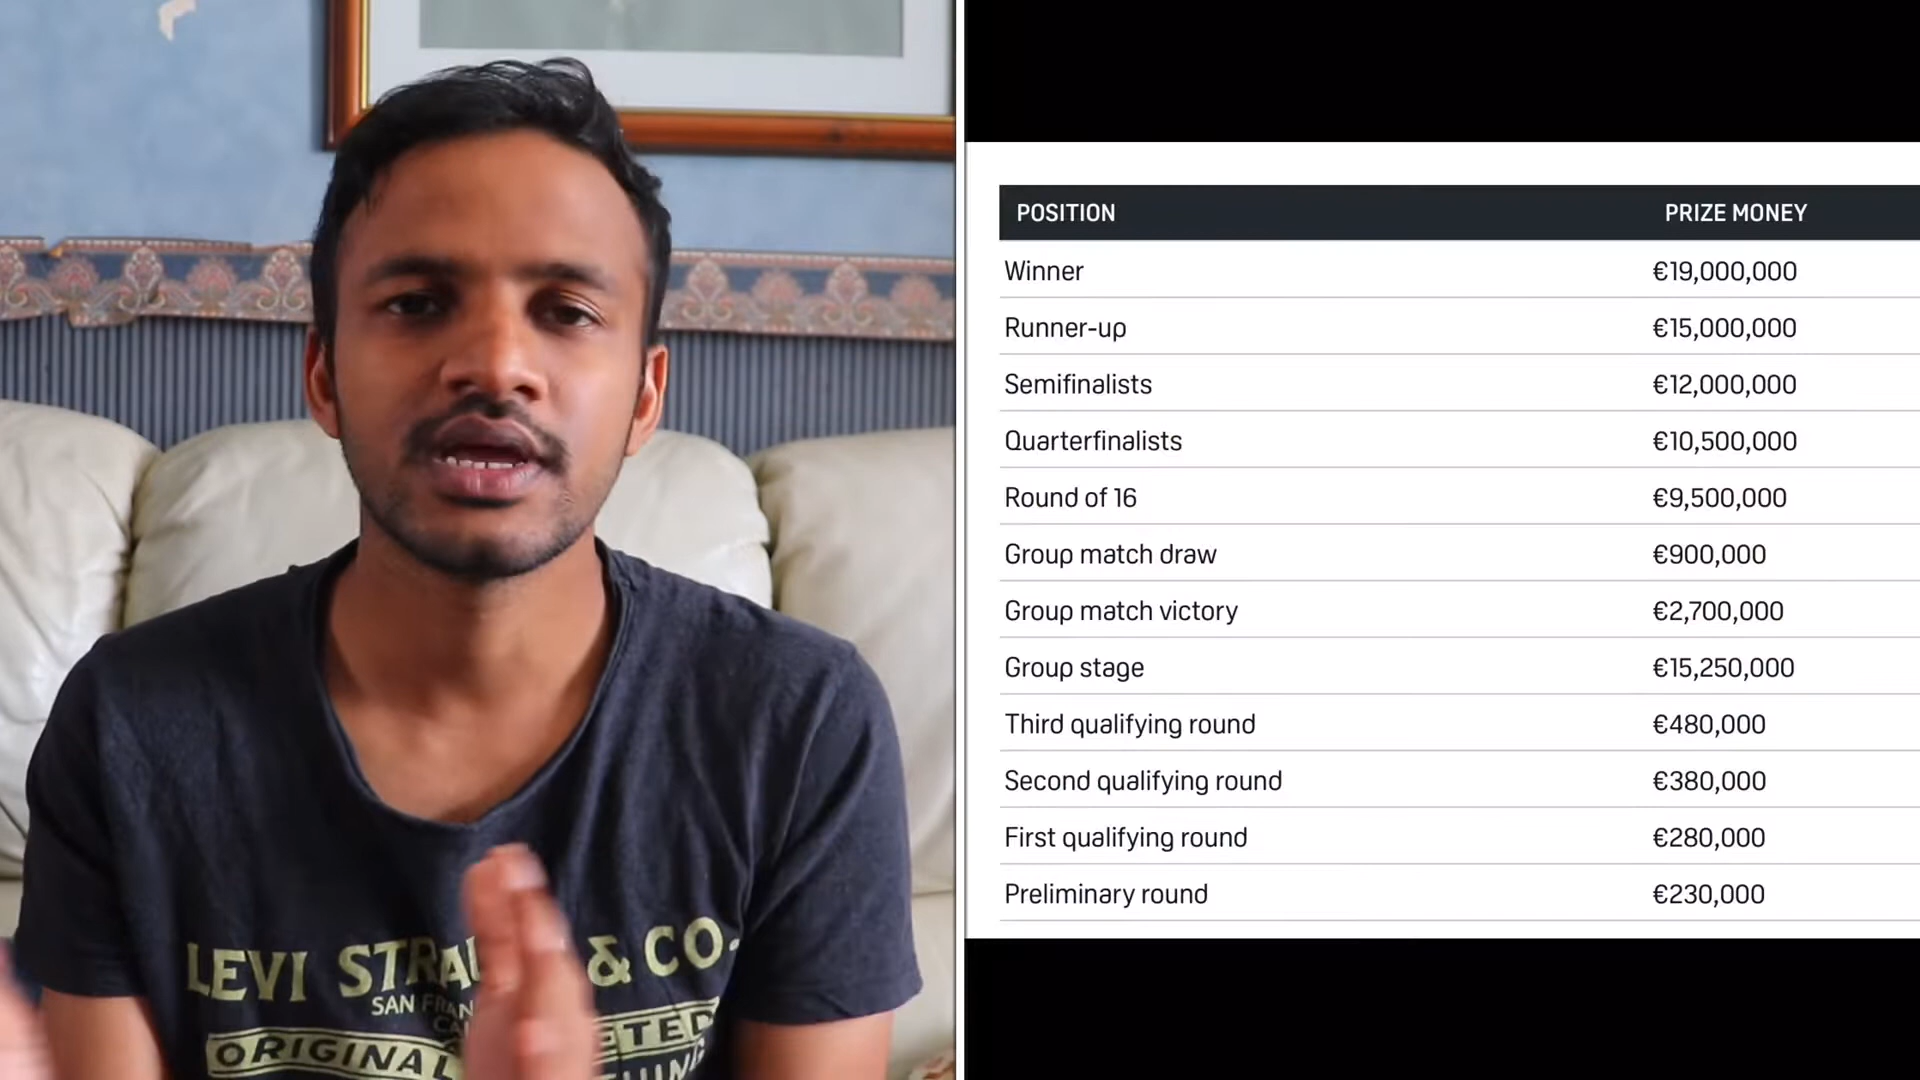 POSITION PRIZE MONEY
Winner €19,000,000
Runner-up €15,000,000
Semifinalists €12,000,000
Quarterfinalists €10,500,000
Round of 16 €9,500,000
Group match draw €900,000
Group match victory €2,700,000
Group stage €15,250,000
Third qualifying round €480,000
Second qualifying round €380,000
First qualifying round €280,000
Preliminary round €230,000
LEVI & CO.
SAN
ORIGINAL